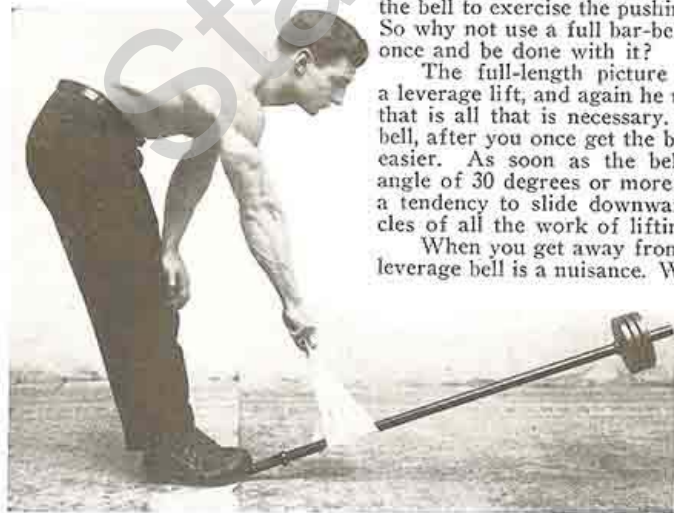 the bell to exercise the pushin
So why not use a full bar-be
once and be done with it?
The full-length picture
a leverage lift, and again he
that is all that is necessary.
bell, after you once get the b
easier. As soon as the bel
angle of 30 degrees or more
a tendency to slide downwa
cles of all the work of liftin
When you get away from
leverage bell is a nuisance. W
Sta